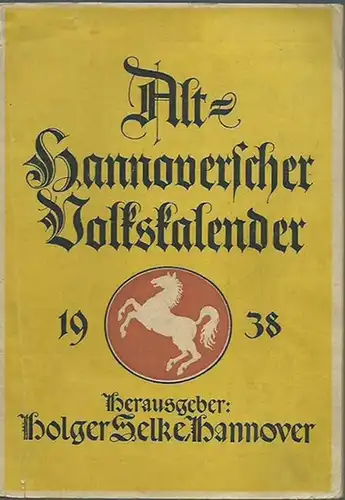 Alt=
Hannoverscher
Volkskalender
19 38
Herausgeber:
Holger Selke, Hannover